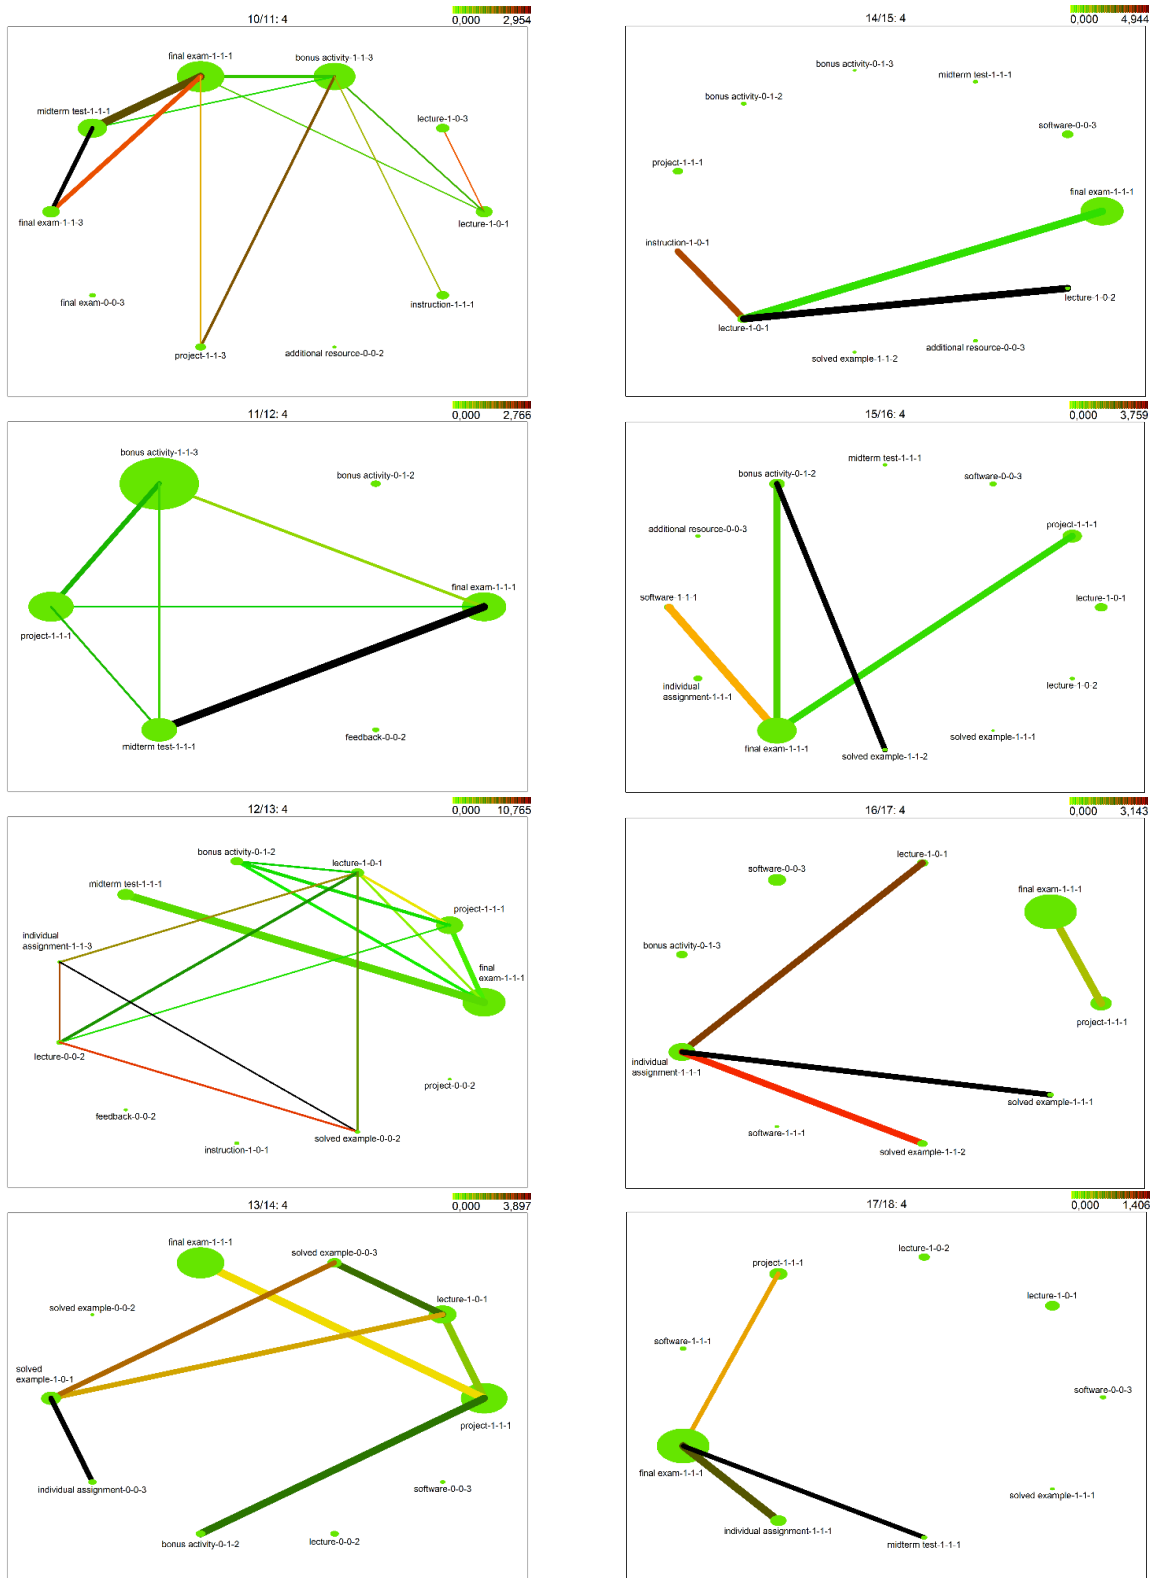 10/11: 4
0,000 2,954
final exam-1-1-1
bonus activity-1-1-3
midterm test-1-1-1
lecture-1-0-3
final exam-1-1-3
lecture-1-0-1
final exam-0-0-3
instruction-1-1-1
project-1-1-3
additional resource-0-0-2
11/12: 4
0,000 2,766
bonus activity-1-1-3
bonus activity-0-1-2
final exam-1-1-1
project-1-1-1
midterm test-1-1-1
feedback-0-0-2
12/13: 4
0,000 10,765
bonus activity-0-1-2
lecture-1-0-1
midterm test-1-1-1
project-1-1-1
individual
assignment-1-1-3
final
exam-1-1-1
lecture-0-0-2
project-0-0-2
feedback-0-0-2
solved example-0-0-2
instruction-1-0-1
13/14: 4
0,000 3,897
final exam-1-1-1
solved example-0-0-3
solved example-0-0-2
lecture-1-0-1
solved
example-1-0-1
project-1-1-1
individual assignment-0-0-3
software-0-0-3
bonus activity-0-1-2
lecture-0-0-2
14/15: 4
0,000 4,944
bonus activity-0-1-3
midterm test-1-1-1
bonus activity-0-1-2
software-0-0-3
project-1-1-1
final exam-1-1-1
instruction-1-0-1
lecture-1-0-2
lecture-1-0-1
additional resource-0-0-3
solved example-1-1-2
15/16: 4
0,000 3,759
midterm test-1-1-1
bonus activity-0-1-2
software-0-0-3
additional resource-0-0-3
project-1-1-1
software-1-1-1
lecture-1-0-1
individual
assignment-1-1-1
lecture-1-0-2
solved example-1-1-1
final exam-1-1-1
solved example-1-1-2
16/17: 4
0,000 3,143
lecture-1-0-1
software-0-0-3
final exam-1-1-1
bonus activity-0-1-3
project-1-1-1
individual
assignment-1-1-1
solved example-1-1-1
software-1-1-1
solved example-1-1-2
17/18: 4
0,000 1,406
lecture-1-0-2
project-1-1-1
lecture-1-0-1
software-1-1-1
software-0-0-3
final exam-1-1-1
solved example-1-1-1
individual assignment-1-1-1
midterm test-1-1-1